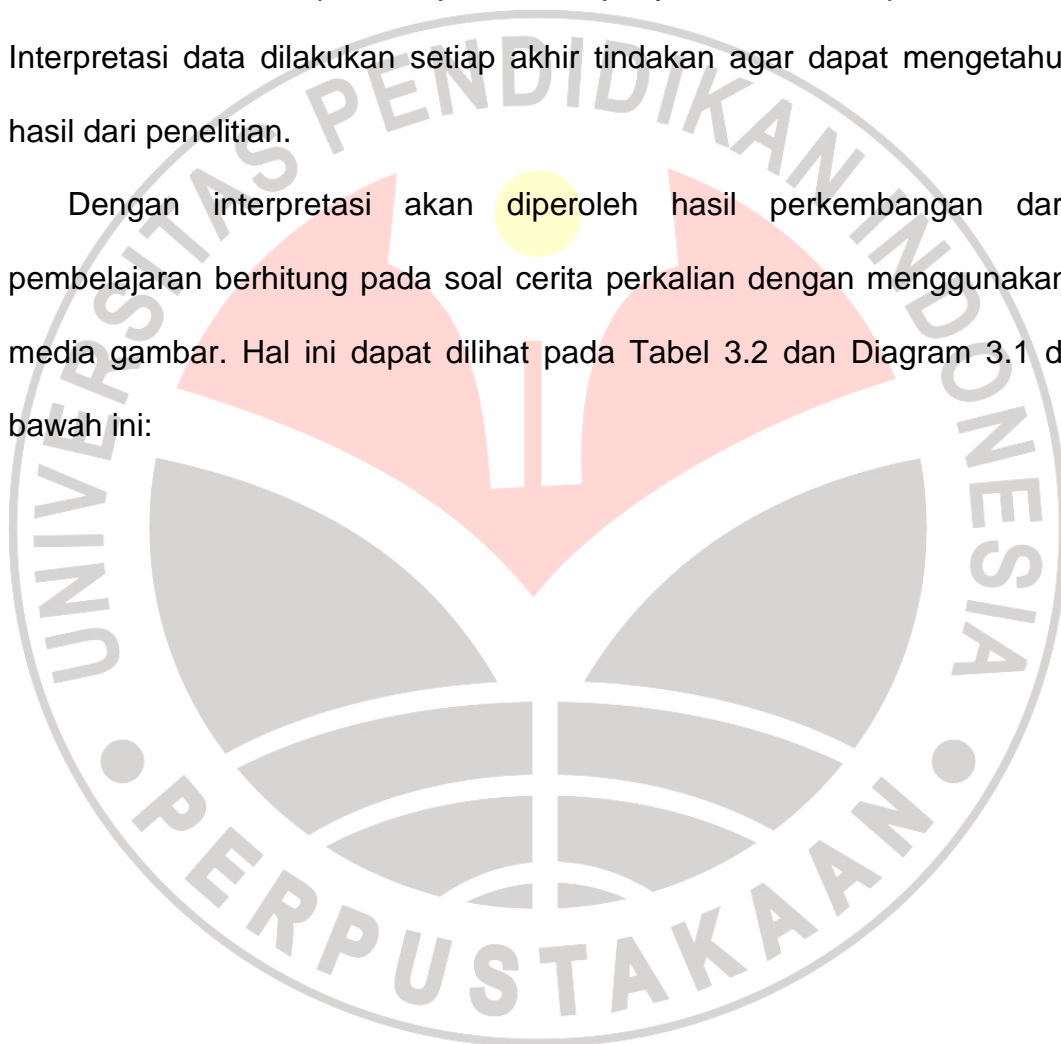 Interpretasi data dilakukan setiap akhir tindakan agar dapat mengetahu
hasil dari penelitian.
Dengan interpretasi akan diperoleh hasil perkembangan dar
pembelajaran berhitung pada soal cerita perkalian dengan menggunakan
media gambar. Hal ini dapat dilihat pada Tabel 3.2 dan Diagram 3.1 d
bawah ini:
UNIVERSITAS PENDIDIKAN INDONESIA
PERPUSTAKAAN